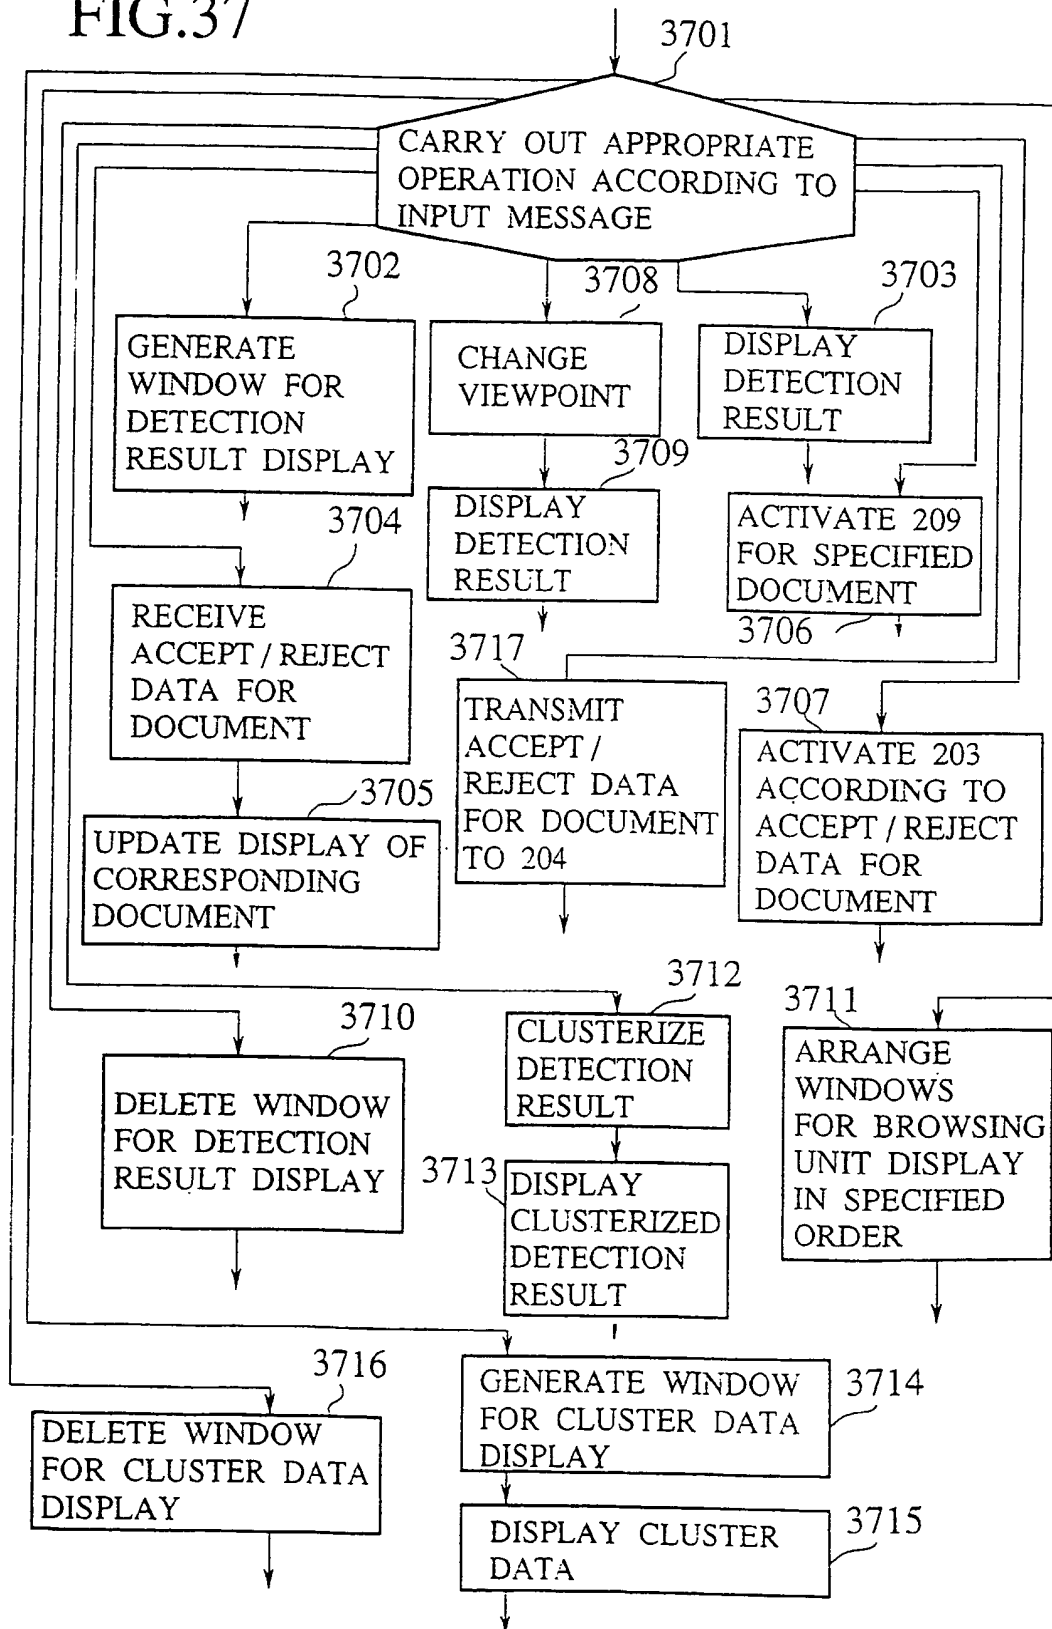 FIG.37
3701
CARRY OUT APPROPRIATE
OPERATION ACCORDING TO
INPUT MESSAGE
3702
GENERATE
WINDOW FOR
DETECTION
RESULT DISPLAY
3708
CHANGE
VIEWPOINT
3703
DISPLAY
DETECTION
RESULT
3709
DISPLAY
DETECTION
RESULT
ACTIVATE 209
FOR SPECIFIED
DOCUMENT
3706
3704
RECEIVE
ACCEPT / REJECT
DATA FOR
DOCUMENT
3705
UPDATE DISPLAY OF
CORRESPONDING
DOCUMENT
3717
TRANSMIT
ACCEPT /
REJECT DATA
FOR DOCUMENT
TO 204
3707
ACTIVATE 203
ACCORDING TO
ACCEPT / REJECT
DATA FOR
DOCUMENT
3710
DELETE WINDOW
FOR DETECTION
RESULT DISPLAY
3712
CLUSTERIZE
DETECTION
RESULT
3713
DISPLAY
CLUSTERIZED
DETECTION
RESULT
3711
ARRANGE
WINDOWS
FOR BROWSING
UNIT DISPLAY
IN SPECIFIED
ORDER
3716
DELETE WINDOW
FOR CLUSTER DATA
DISPLAY
GENERATE WINDOW
FOR CLUSTER DATA
DISPLAY
3714
DISPLAY CLUSTER
DATA
3715